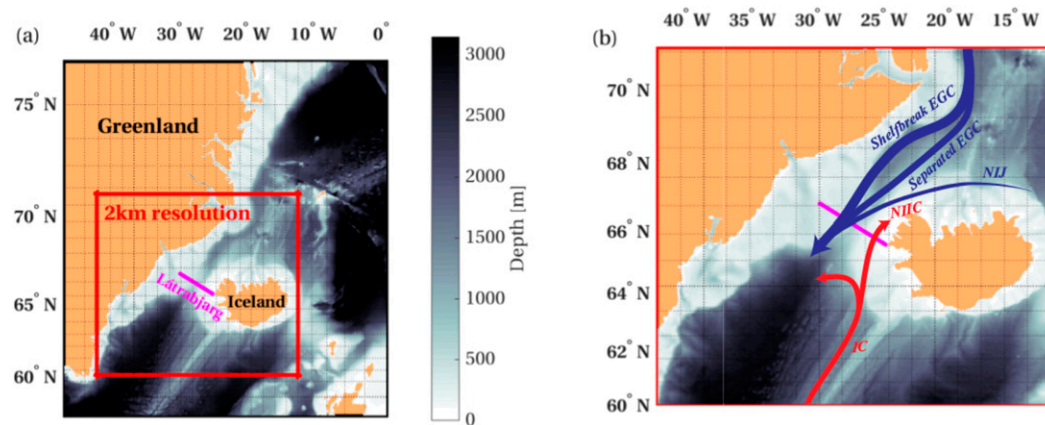 (a)
40° W 30° W 20° W 10° W 0°
75° N
70° N
65° N
60° N
Greenland
2km resolution
Látrabjarg
Iceland
3000
2500
2000
1500
1000
500
0
Depth [m]
(b)
40° W 35° W 30° W 25° W 20° W 15° W
70° N
68° N
66° N
64° N
62° N
60° N
Shelfbreak EGC
Separated EGC
NIJ
NIIC
IC